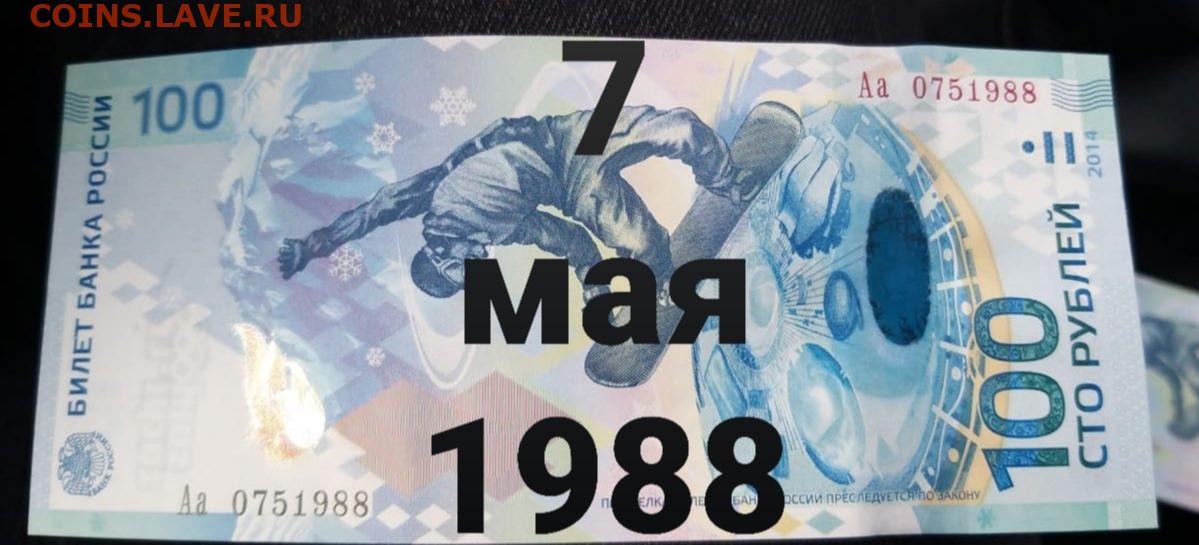 COINS.LAVE.RU
7
мая
1988
100
Аа 0751988
БИЛЕТ БАНКА РОССИИ
2014
100
СТО РУБЛЕЙ
Аа 0751988
ОССИИ ПРЕСЛЕДУЕТСЯ ПО ЗАКОНУ